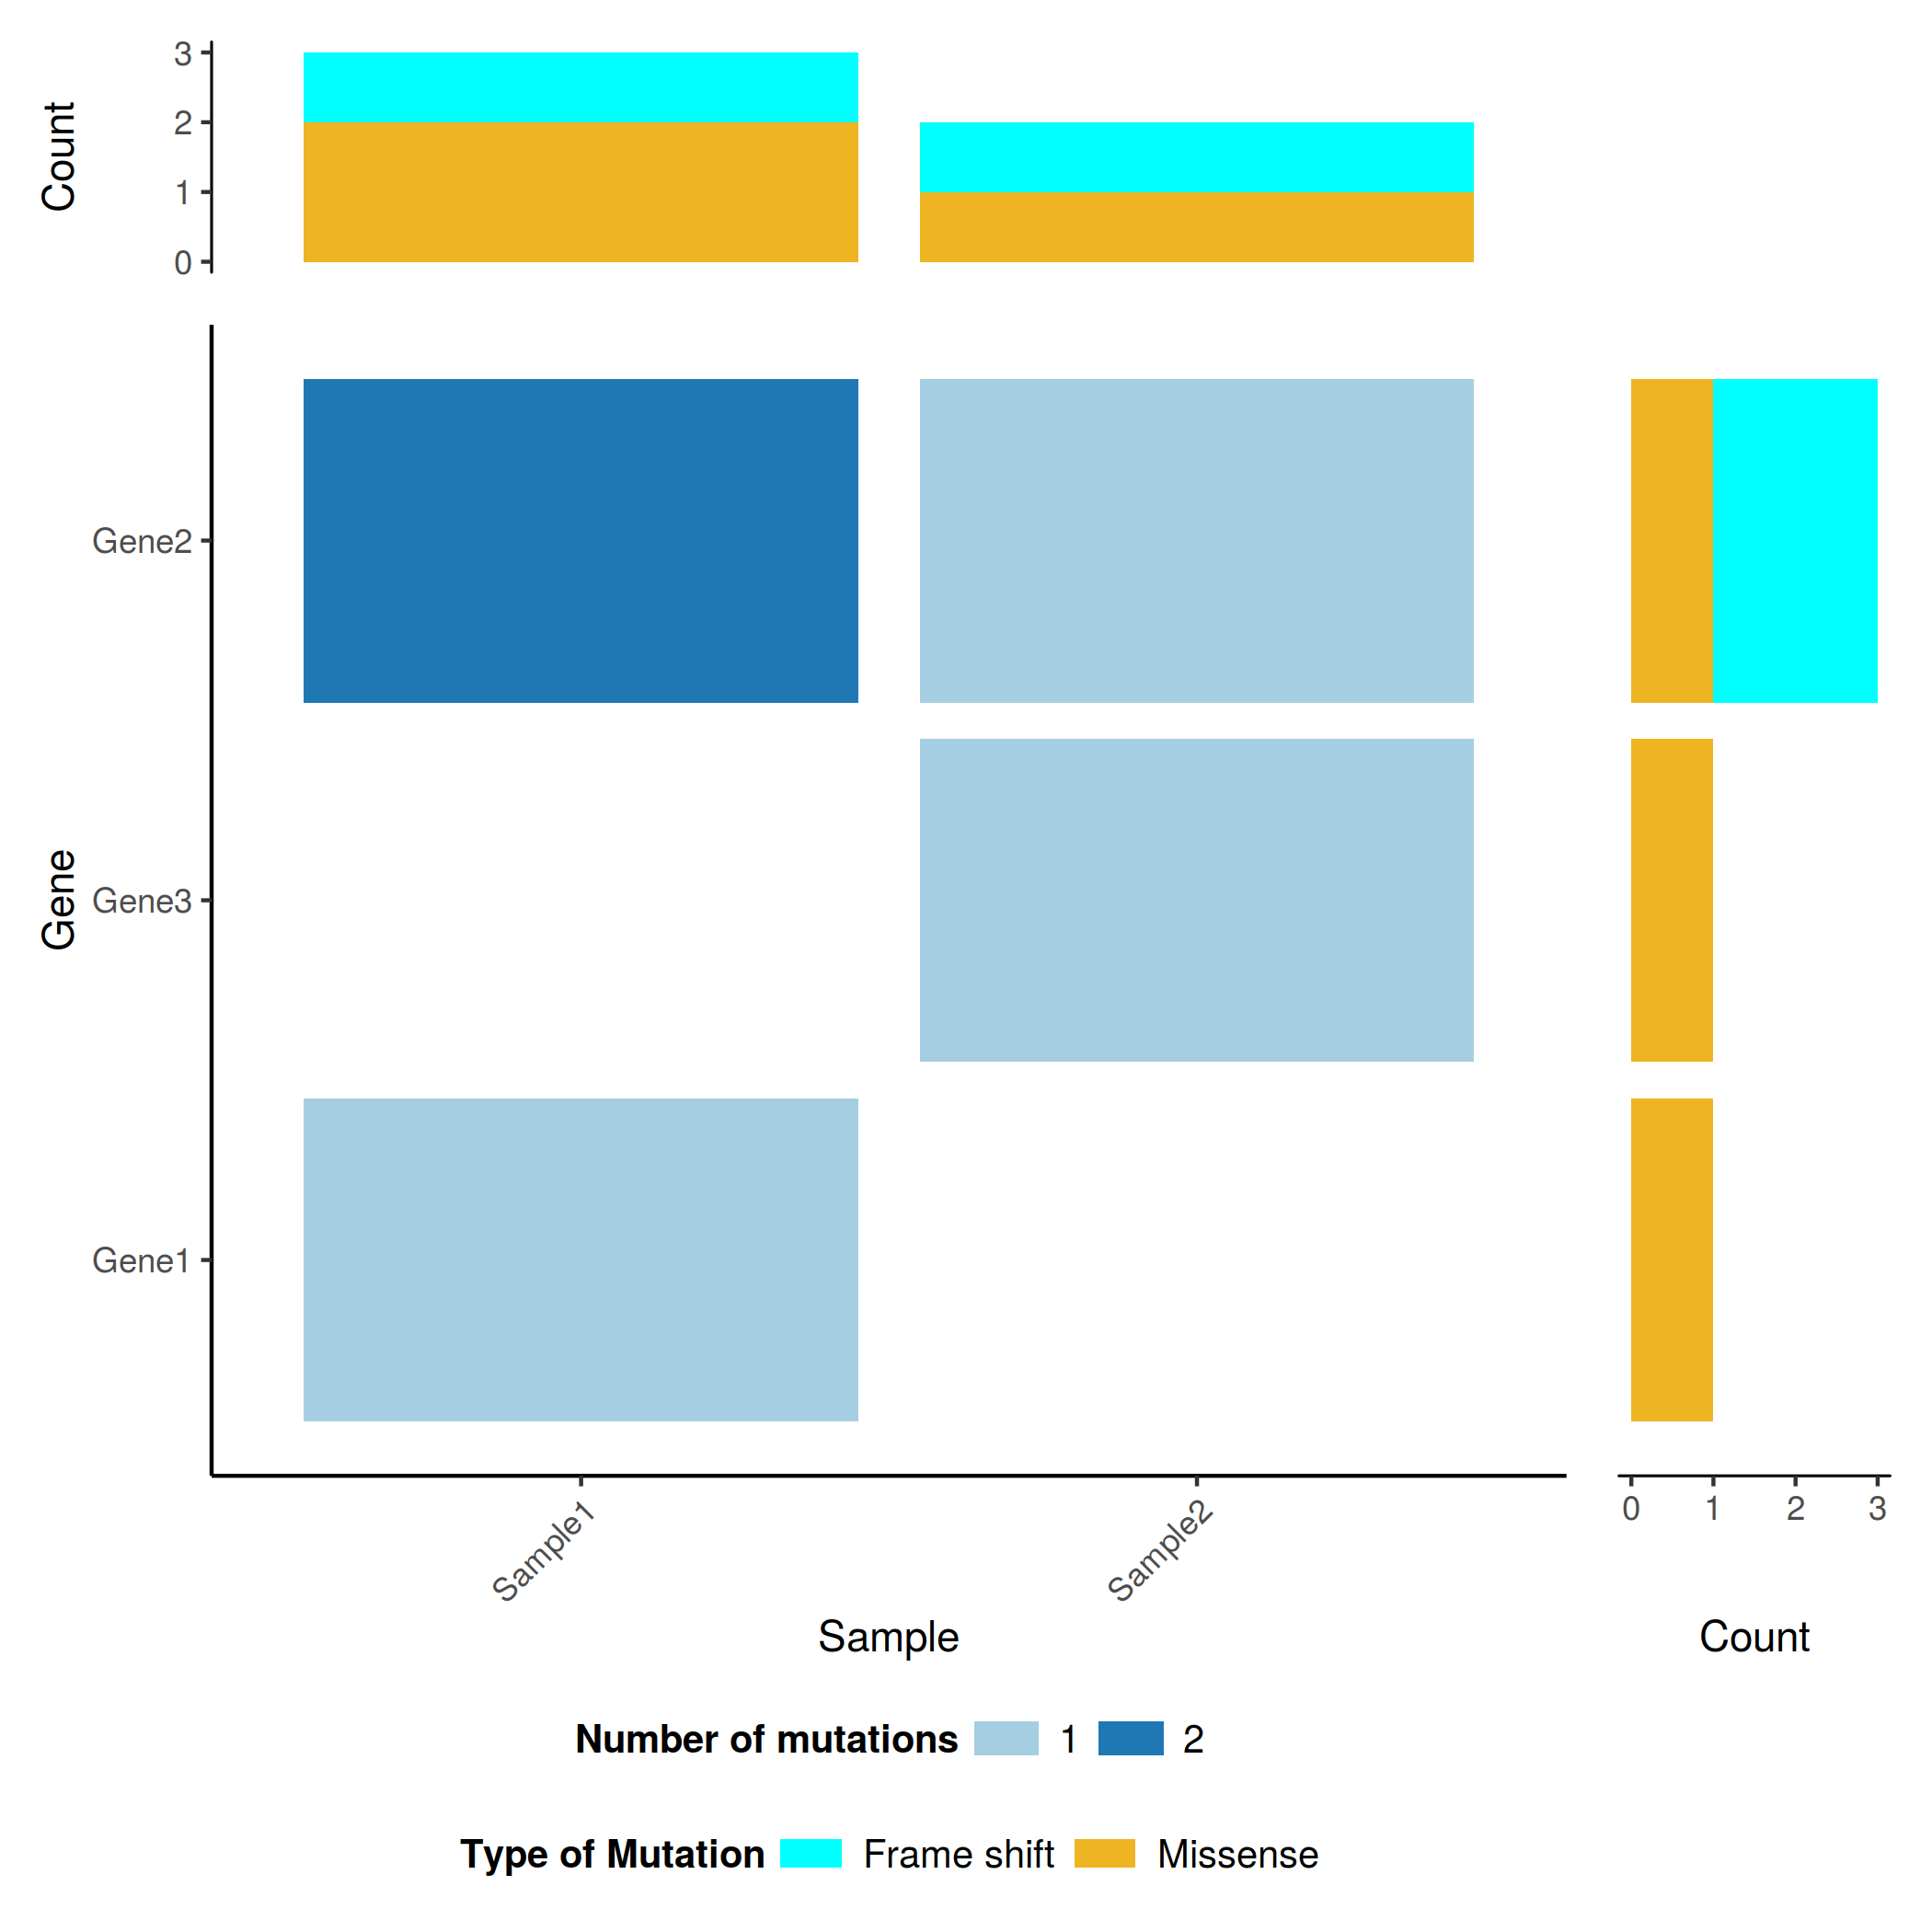 Count
3
2
1
0
Gene
Gene2
Gene3
Gene1
Sample1 Sample2
0 1 2 3
Sample
Count
Number of mutations 1 2
Type of Mutation Frame shift Missense